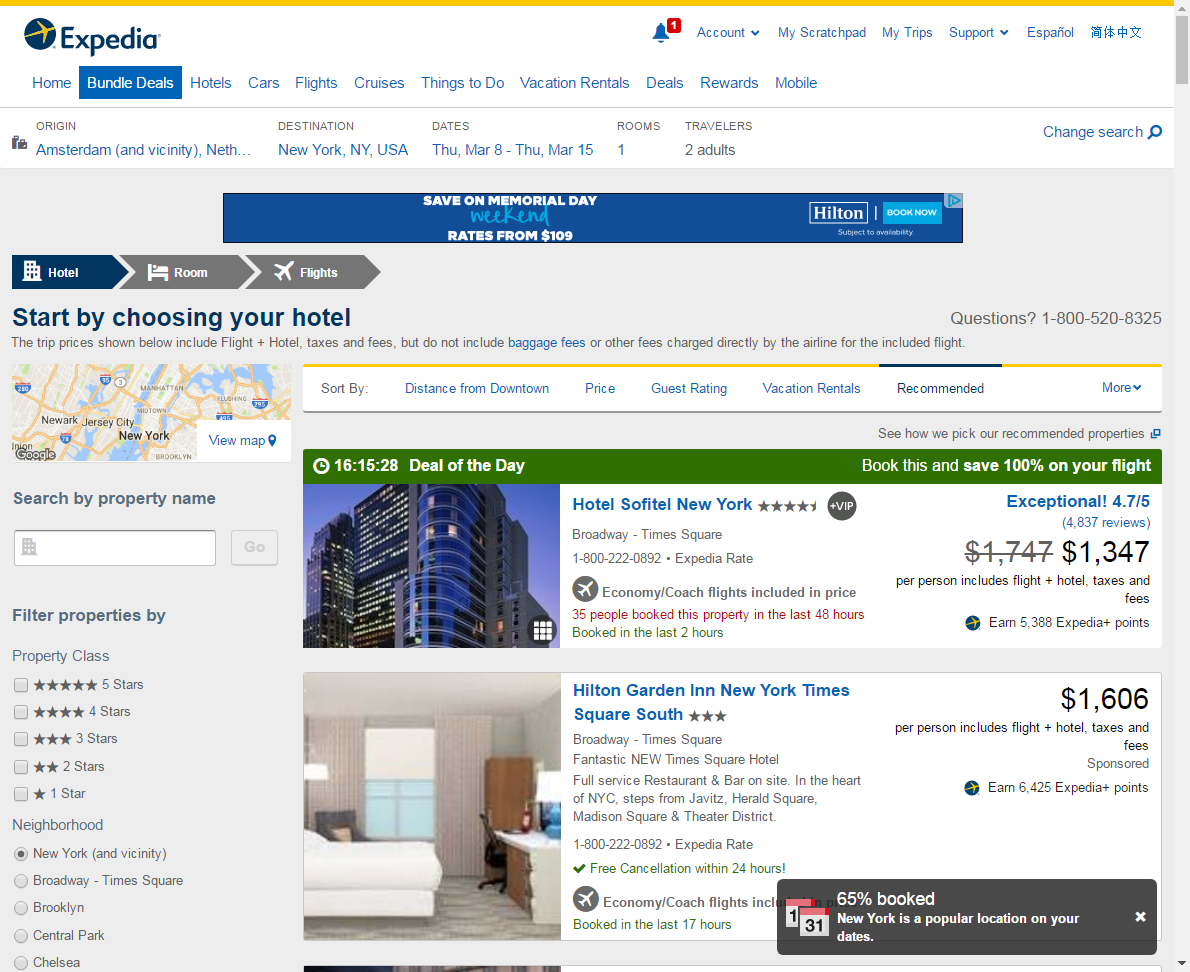 Expedia
1
Account
My Scratchpad
My Trips
Support
Español
简体中文
Home
Bundle Deals
Hotels
Cars
Flights
Cruises
Things to Do
Vacation Rentals
Deals
Rewards
Mobile
ORIGIN
Amsterdam (and vicinity), Neth…
DESTINATION
New York, NY, USA
DATES
Thu, Mar 8 - Thu, Mar 15
ROOMS
1
TRAVELERS
2 adults
Change search
SAVE ON MEMORIAL DAY
weekend
RATES FROM $109
Hilton
BOOK NOW
Subject to availability.
Hotel
Room
Flights
Start by choosing your hotel
Questions? 1-800-520-8325
The trip prices shown below include Flight + Hotel, taxes and fees, but do not include baggage fees or other fees charged directly by the airline for the included flight.
280
95
3
MANHATTAN
FLUSHING
295
495
MIDTOWN
Newark
Jersey City
New York
78
Union
BROOKLYN
Google
View map
Search by property name
Go
Filter properties by
Property Class
5 Stars
4 Stars
3 Stars
2 Stars
1 Star
Neighborhood
New York (and vicinity)
Broadway - Times Square
Brooklyn
Central Park
Chelsea
Sort By:
Distance from Downtown
Price
Guest Rating
Vacation Rentals
Recommended
More
See how we pick our recommended properties
16:15:28 Deal of the Day
Book this and save 100% on your flight
Hotel Sofitel New York
+VIP
Broadway - Times Square
1-800-222-0892 • Expedia Rate
Economy/Coach flights included in price
35 people booked this property in the last 48 hours
Booked in the last 2 hours
Exceptional! 4.7/5
(4,837 reviews)
$1,747 $1,347
per person includes flight + hotel, taxes and
fees
Earn 5,388 Expedia+ points
Hilton Garden Inn New York Times
Square South
Broadway - Times Square
Fantastic NEW Times Square Hotel
Full service Restaurant & Bar on site. In the heart
of NYC, steps from Javitz, Herald Square,
Madison Square & Theater District.
1-800-222-0892 • Expedia Rate
Free Cancellation within 24 hours!
Economy/Coach flights included in price
Booked in the last 17 hours
$1,606
per person includes flight + hotel, taxes and
fees
Sponsored
Earn 6,425 Expedia+ points
1
31
65% booked
New York is a popular location on your
dates.